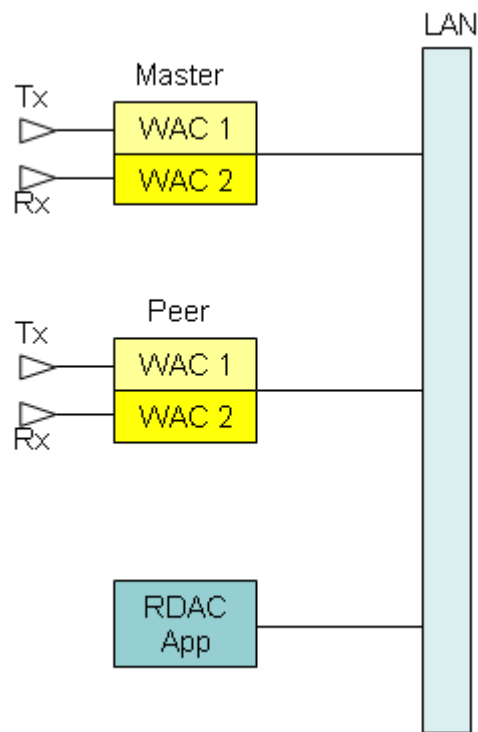 LAN
Master
Tx
WAC 1
WAC 2
Rx
Peer
Tx
WAC 1
WAC 2
Rx
RDAC
App